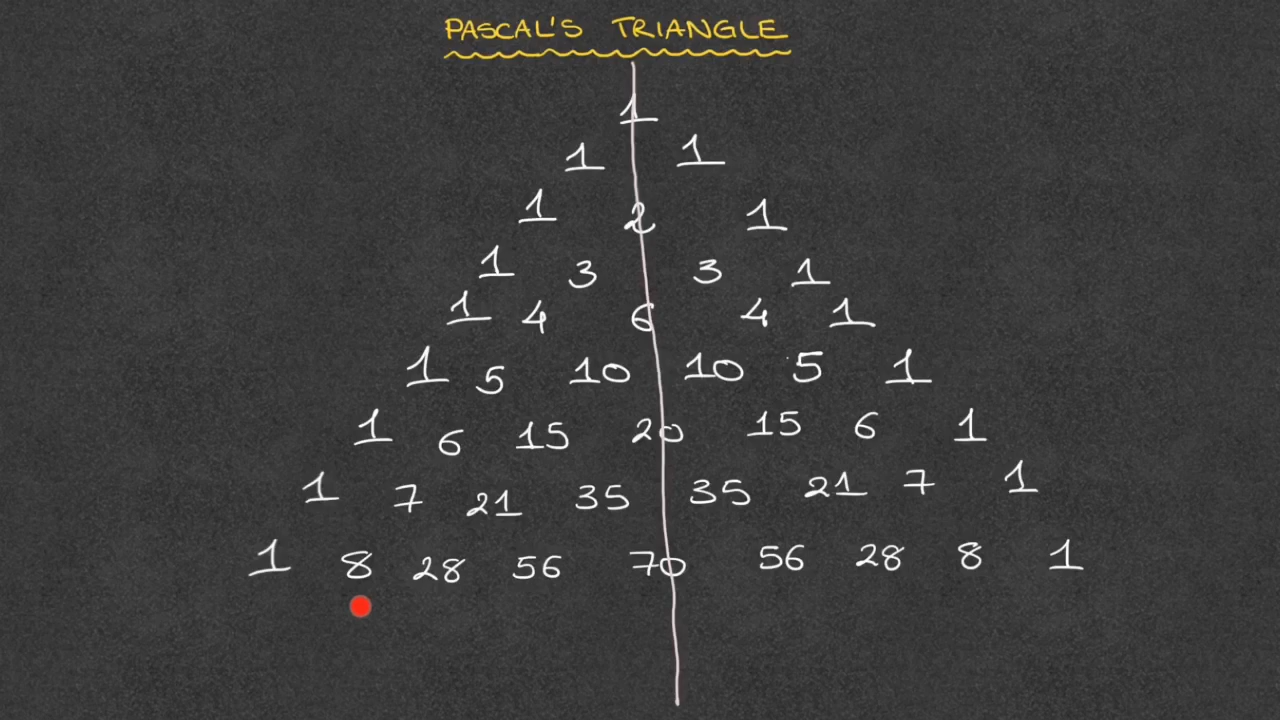 PASCAL'S TRIANGLE
1
1 1
1 2 1
1 3 3 1
1 4 6 4 1
1 5 10 10 5 1
1 6 15 20 15 6 1
1 7 21 35 35 21 7 1
1 8 28 56 70 56 28 8 1